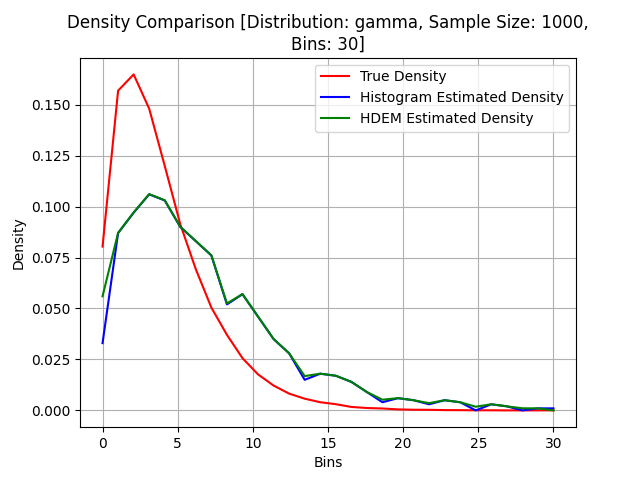 Density Comparison [Distribution: gamma, Sample Size: 1000,
Bins: 30]
True Density
Histogram Estimated Density
HDEM Estimated Density
Density
0.150
0.125
0.100
0.075
0.050
0.025
0.000
0 5 10 15 20 25 30
Bins